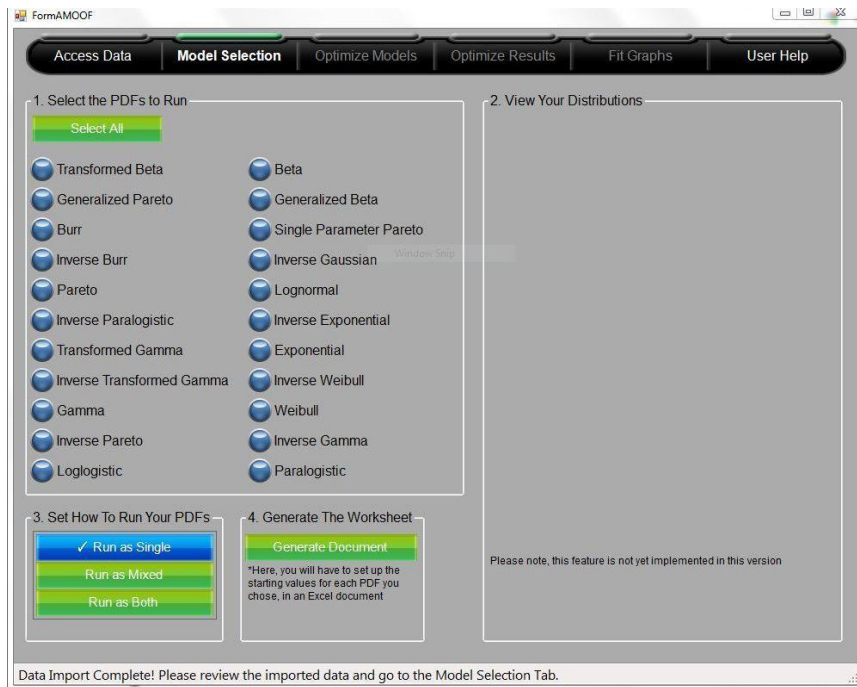 FormAMOOF
Access Data
Model Selection
Optimize Models
Optimize Results
Fit Graphs
User Help
1. Select the PDFs to Run
Select All
Transformed Beta
Generalized Pareto
Burr
Inverse Burr
Pareto
Inverse Paralogistic
Transformed Gamma
Inverse Transformed Gamma
Gamma
Inverse Pareto
Loglogistic
Beta
Generalized Beta
Single Parameter Pareto
Inverse Gaussian
Window Snip
Lognormal
Inverse Exponential
Exponential
Inverse Weibull
Weibull
Inverse Gamma
Paralogistic
2. View Your Distributions
Please note, this feature is not yet implemented in this version
3. Set How To Run Your PDFs
✓ Run as Single
Run as Mixed
Run as Both
4. Generate The Worksheet
Generate Document
*Here, you will have to set up the
starting values for each PDF you
chose, in an Excel document
Data Import Complete! Please review the imported data and go to the Model Selection Tab.